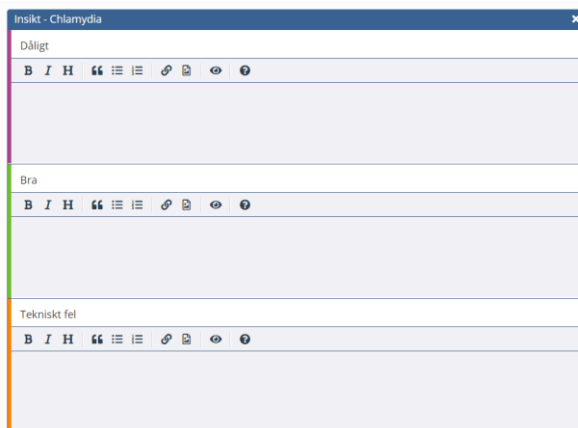 Insikt - Chlamydia
Dåligt
B I H
Bra
B I H
Tekniskt fel
B I H